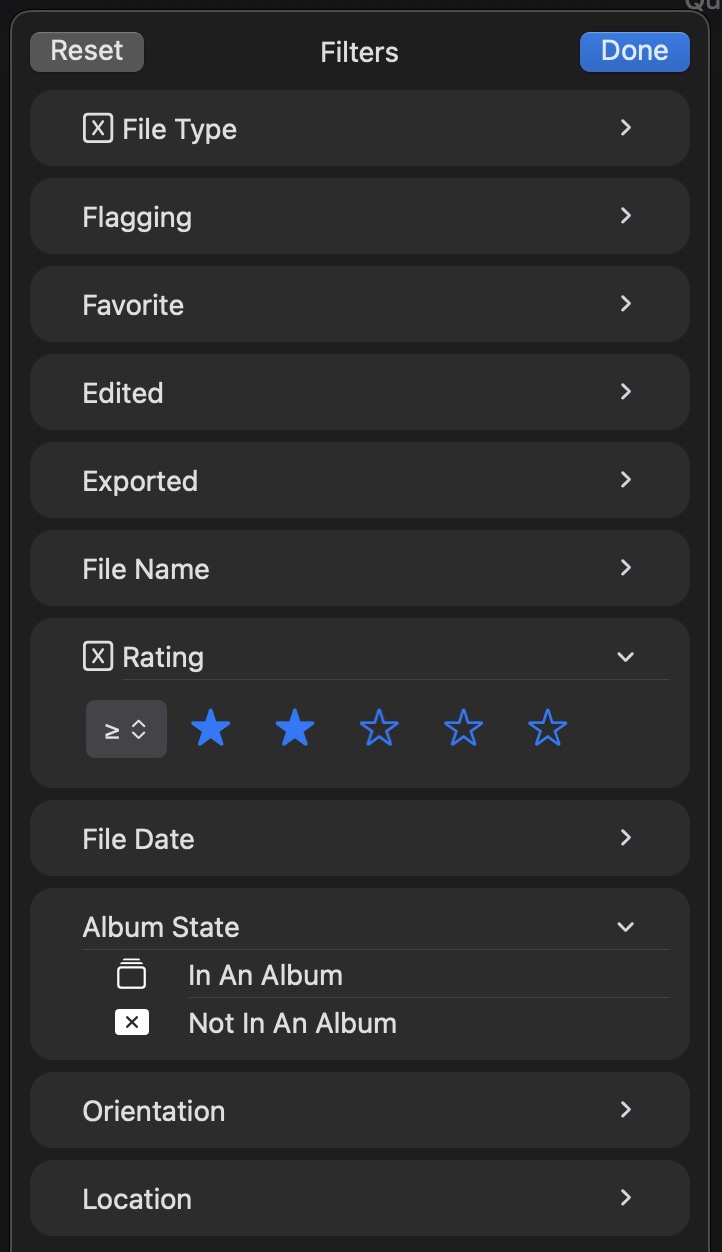 Reset Filters Done
File Type
Flagging
Favorite
Edited
Exported
File Name
Rating
≥
File Date
Album State
In An Album
Not In An Album
Orientation
Location